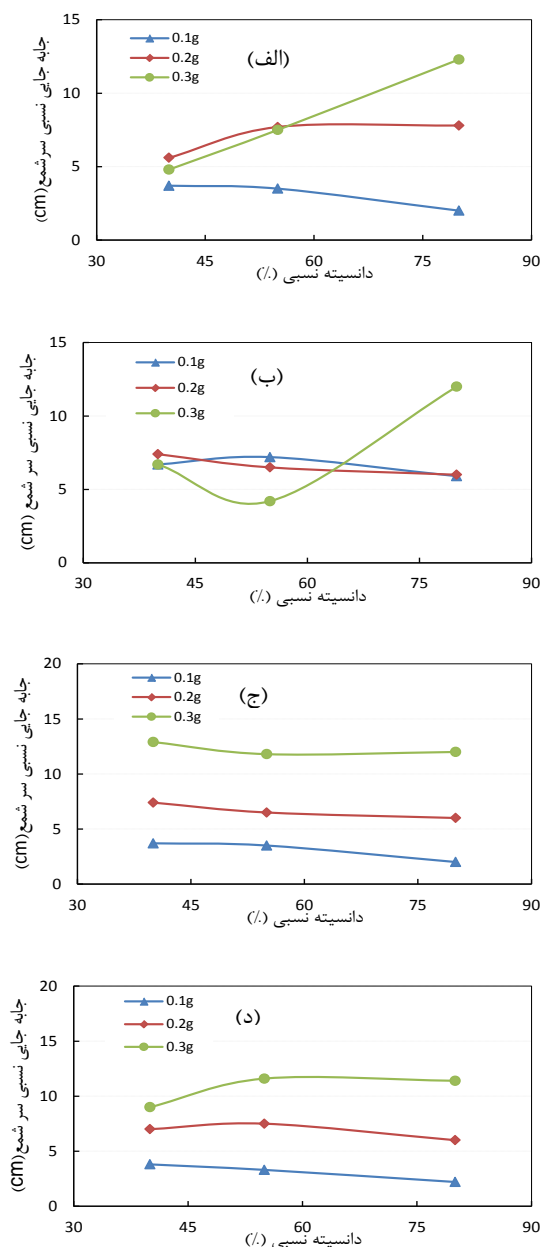 15
10
5
0
جابه جایی نسبی سرشمع(cm)
0.1g
0.2g
0.3g
(الف)
30 45 60 75 90
دانسیته نسبی (٪)
15
10
5
0
جابه جایی نسبی سر شمع (cm)
0.1g
0.2g
0.3g
(ب)
30 45 60 75 90
دانسیته نسبی (٪)
20
15
10
5
0
جابه جایی نسبی سر شمع(cm)
0.1g
0.2g
0.3g
(ج)
30 45 60 75 90
دانسیته نسبی (٪)
20
15
10
5
0
جابه جایی نسبی سر شمع(cm)
0.1g
0.2g
0.3g
(د)
30 45 60 75 90
دانسیته نسبی (٪)